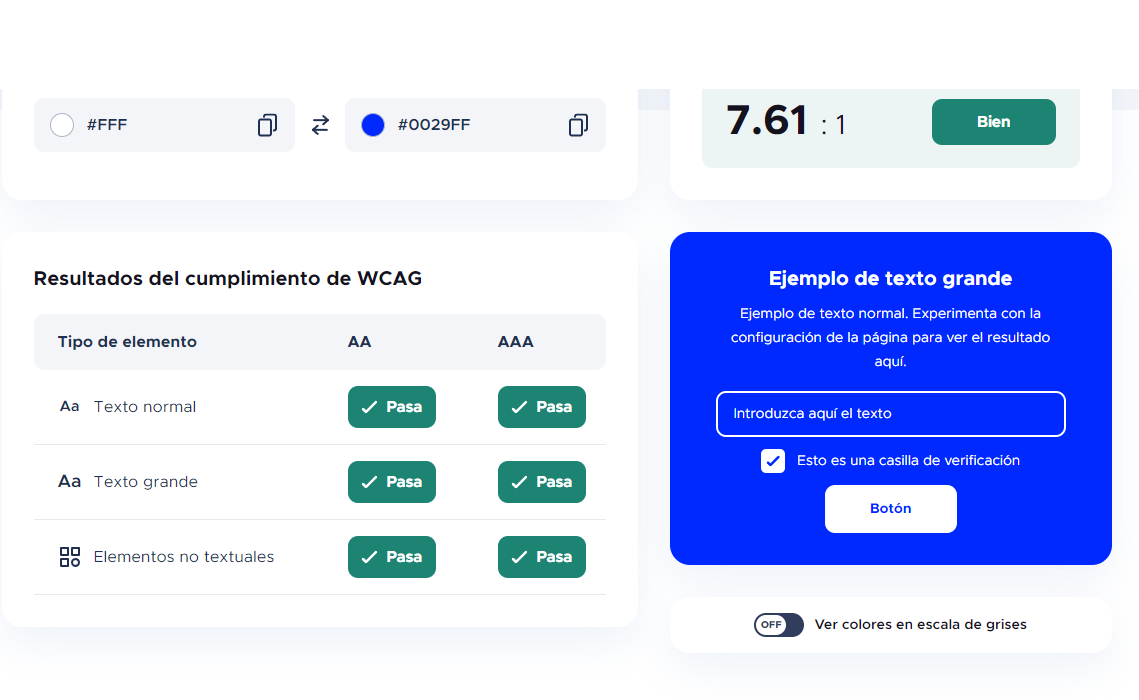 #FFF
#0029FF
7.61 : 1
Bien
Resultados del cumplimiento de WCAG
Tipo de elemento AA AAA
Aa Texto normal Pasa Pasa
Aa Texto grande Pasa Pasa
Elementos no textuales Pasa Pasa
Ejemplo de texto grande
Ejemplo de texto normal. Experimenta con la
configuración de la página para ver el resultado
aquí.
Introduzca aquí el texto
Esto es una casilla de verificación
Botón
OFF Ver colores en escala de grises